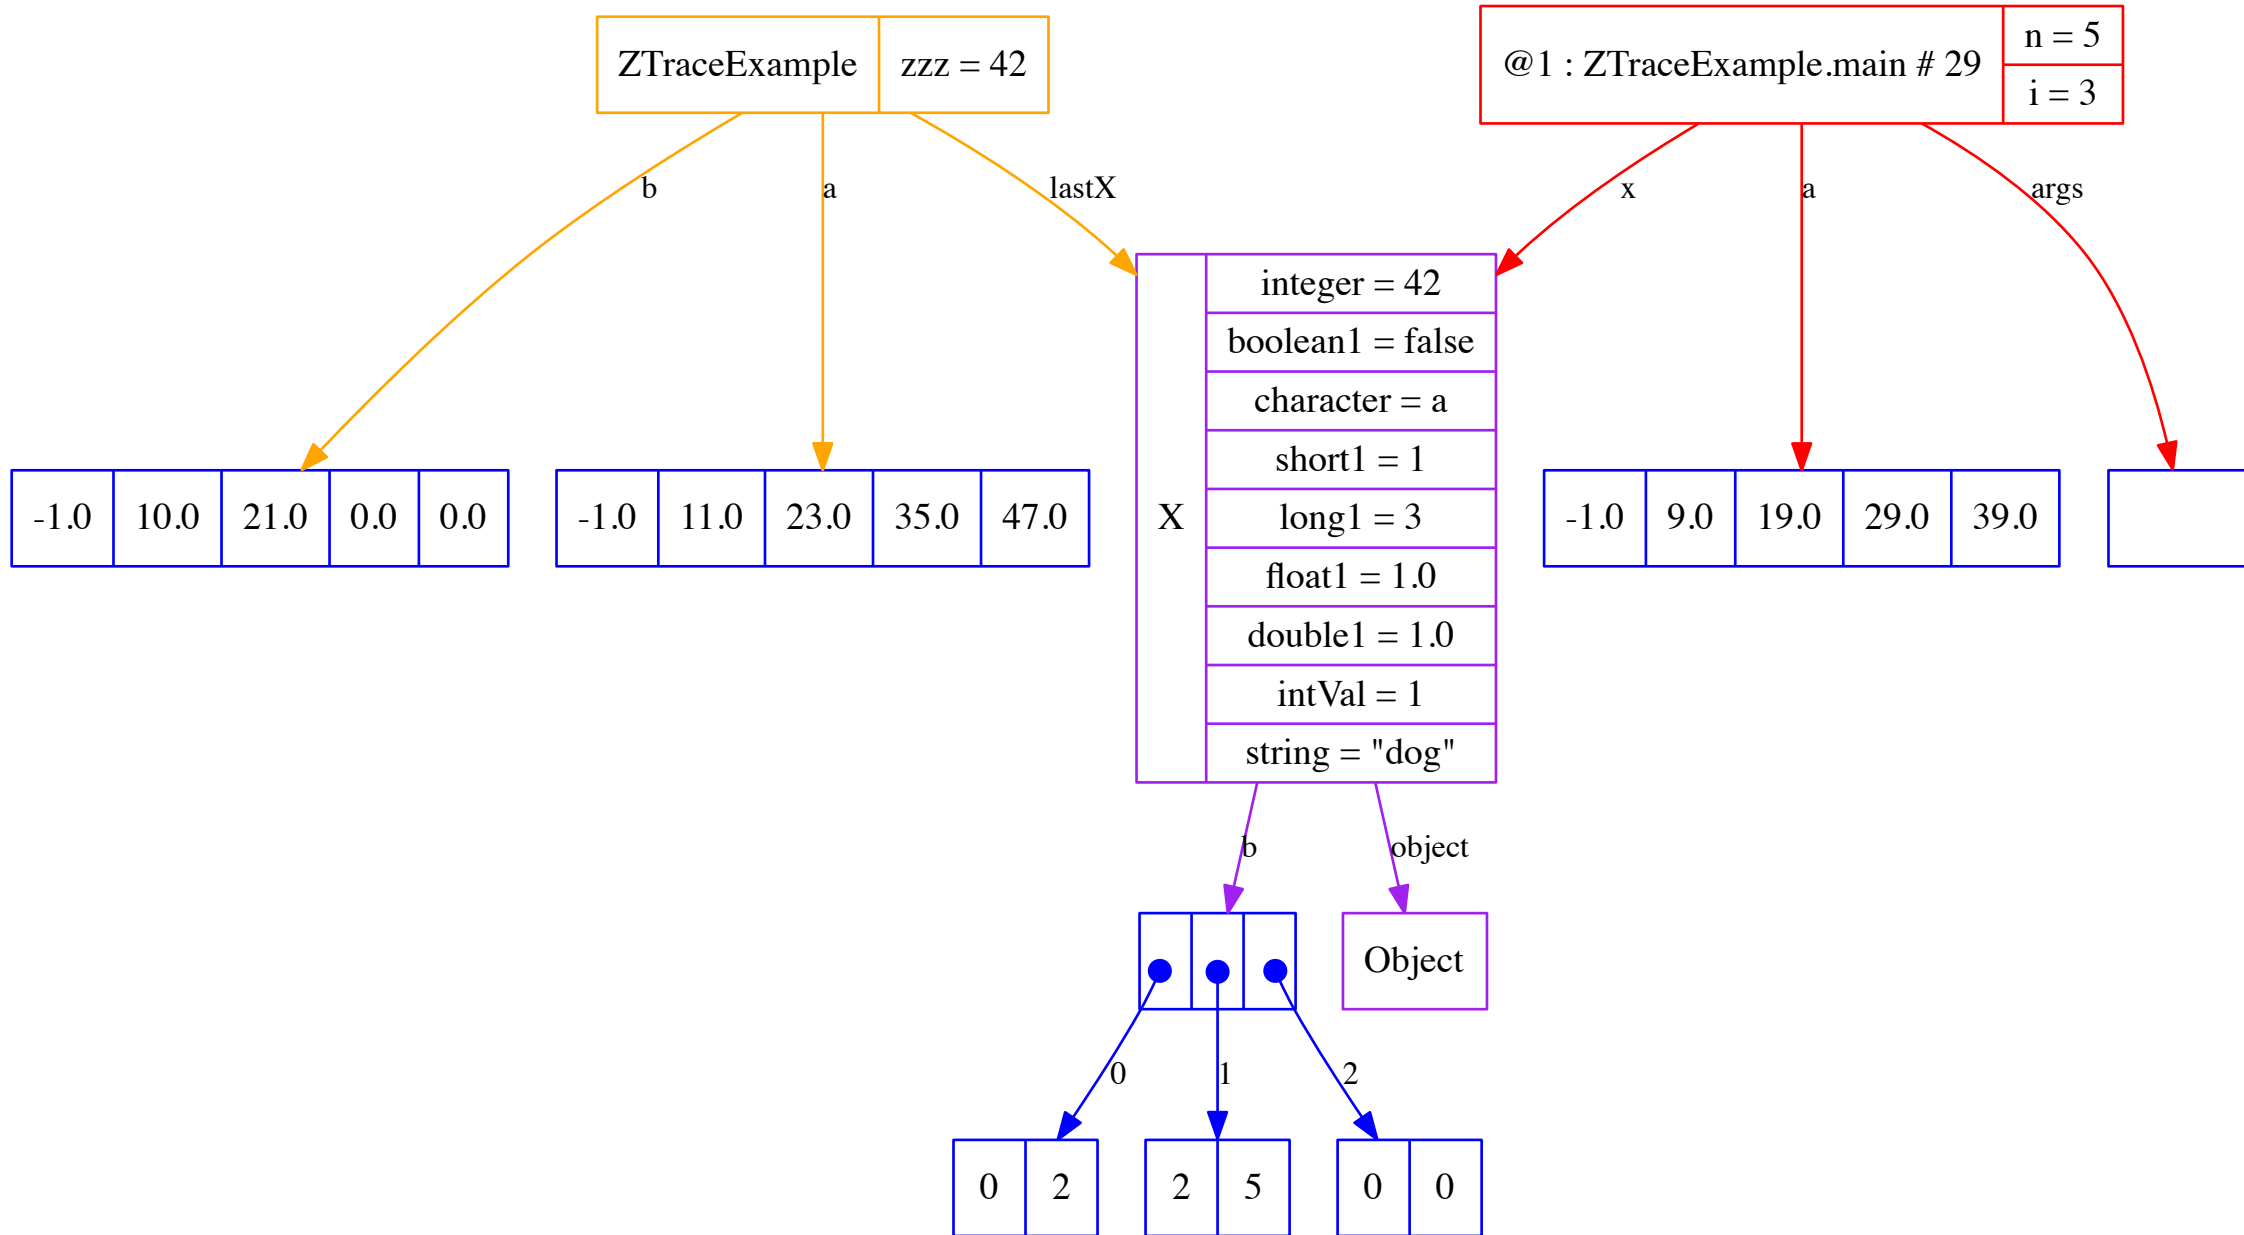 ZTraceExample
zzz = 42
@1 : ZTraceExample.main # 29
n = 5
i = 3
b
a
lastX
x
a
args
-1.0 10.0 21.0 0.0 0.0
-1.0 11.0 23.0 35.0 47.0
X
integer = 42
boolean1 = false
character = a
short1 = 1
long1 = 3
float1 = 1.0
double1 = 1.0
intVal = 1
string = "dog"
-1.0 9.0 19.0 29.0 39.0
b
object
Object
0
1
2
0 2
2 5
0 0